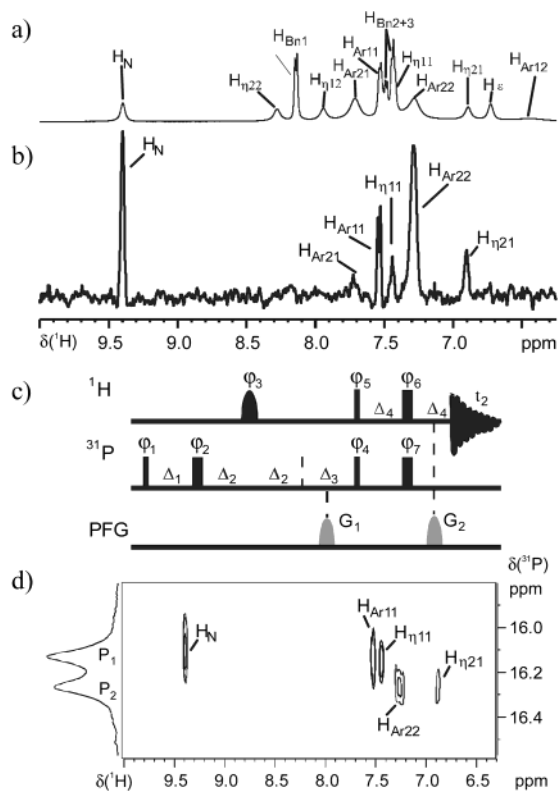 a)
H_N
H_η22
H_Bn1
H_η12
H_Ar21
H_Ar11
H_Bn2+3
H_η11
H_Ar22
H_η21
H_ε
H_Ar12
b)
H_N
H_Ar21
H_Ar11
H_η11
H_Ar22
H_η21
δ(¹H) 9.5 9.0 8.5 8.0 7.5 7.0 ppm
c)
¹H φ₃ φ₅ Δ₄ φ₆ Δ₄ t₂
³¹P φ₁ Δ₁ φ₂ Δ₂ Δ₂ Δ₃ φ₄ φ₇
PFG G₁ G₂
d)
δ(³¹P)
ppm
P₁
P₂
H_N
H_Ar11
H_η11
H_η21
H_Ar22
16.0
16.2
16.4
δ(¹H) 9.5 9.0 8.5 8.0 7.5 7.0 6.5 ppm